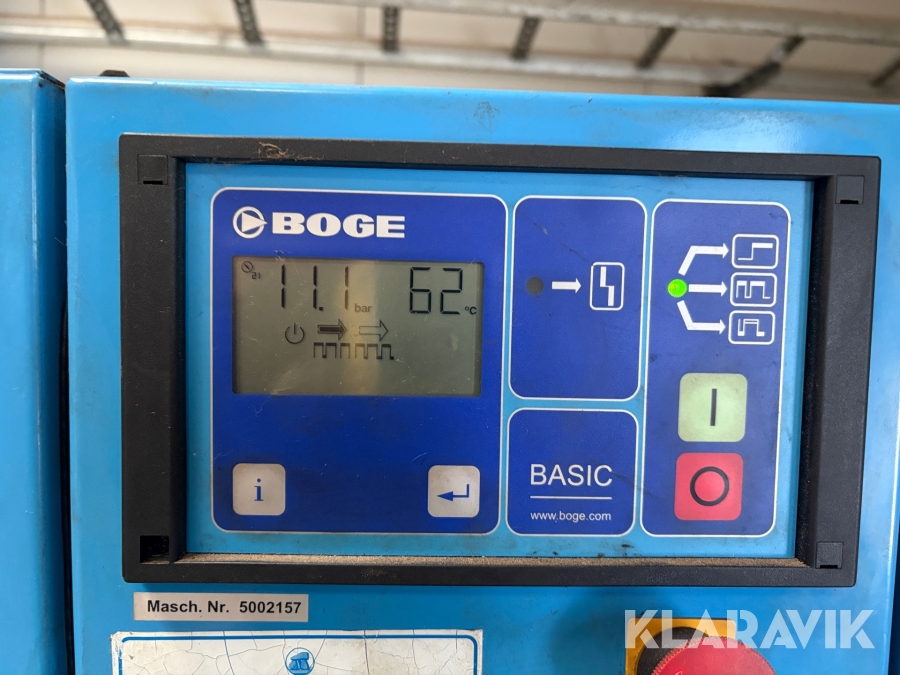 BOGE
11.1 bar 62 °C
i
BASIC
www.boge.com
Masch. Nr. 5002157
KLARAVIK